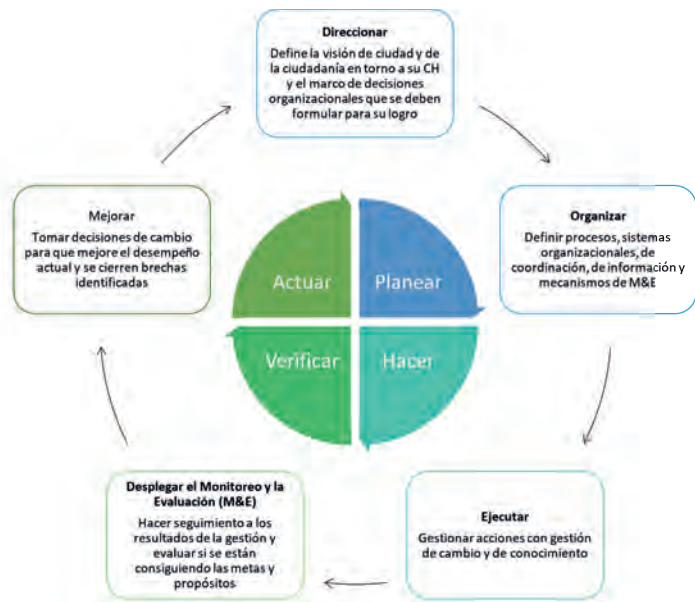 Direccionar
Define la visión de ciudad y de
la ciudadanía en torno a su CH
y el marco de decisiones
organizacionales que se deben
formular para su logro
Mejorar
Tomar decisiones de cambio
para que mejore el desempeño
actual y se cierren brechas
identificadas
Actuar
Planear
Organizar
Definir procesos, sistemas
organizacionales, de
coordinación, de información y
mecanismos de M&E
Verificar
Hacer
Desplegar el Monitoreo y la
Evaluación (M&E)
Hacer seguimiento a los
resultados de la gestión y
evaluar si se están
consiguiendo las metas y
propósitos
Ejecutar
Gestionar acciones con gestión
de cambio y de conocimiento